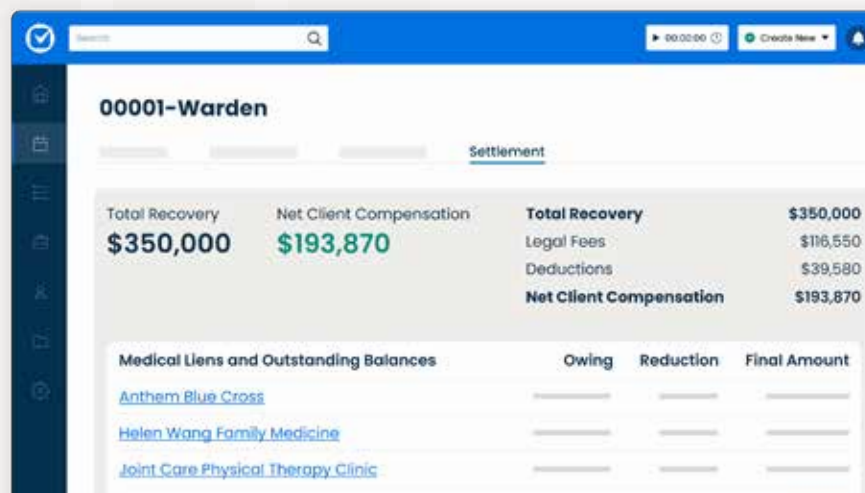 Search
00:02:00
Create New
00001-Warden
Settlement
Total Recovery
$350,000
Net Client Compensation
$193,870
Total Recovery $350,000
Legal Fees $116,550
Deductions $39,580
Net Client Compensation $193,870
Medical Liens and Outstanding Balances Owing Reduction Final Amount
Anthem Blue Cross
Helen Wang Family Medicine
Joint Care Physical Therapy Clinic